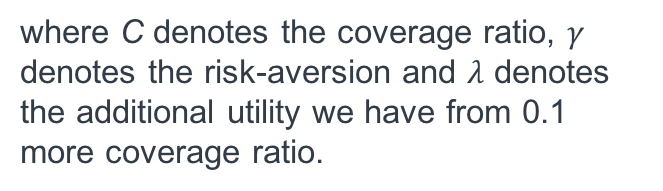 where C denotes the coverage ratio, γ
denotes the risk-aversion and λ denotes
the additional utility we have from 0.1
more coverage ratio.